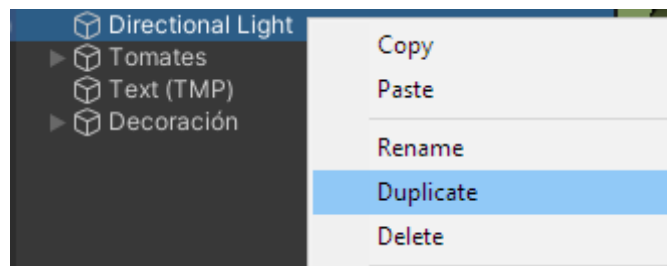 Directional Light
Tomates
Text (TMP)
Decoración
Copy
Paste
Rename
Duplicate
Delete